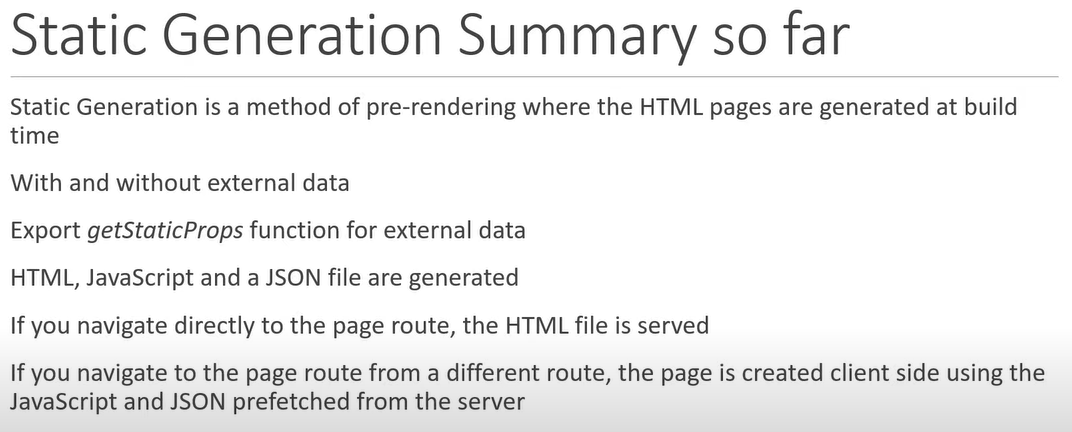 Static Generation Summary so far
Static Generation is a method of pre-rendering where the HTML pages are generated at build
time
With and without external data
Export getStaticProps function for external data
HTML, JavaScript and a JSON file are generated
If you navigate directly to the page route, the HTML file is served
If you navigate to the page route from a different route, the page is created client side using the
JavaScript and JSON prefetched from the server